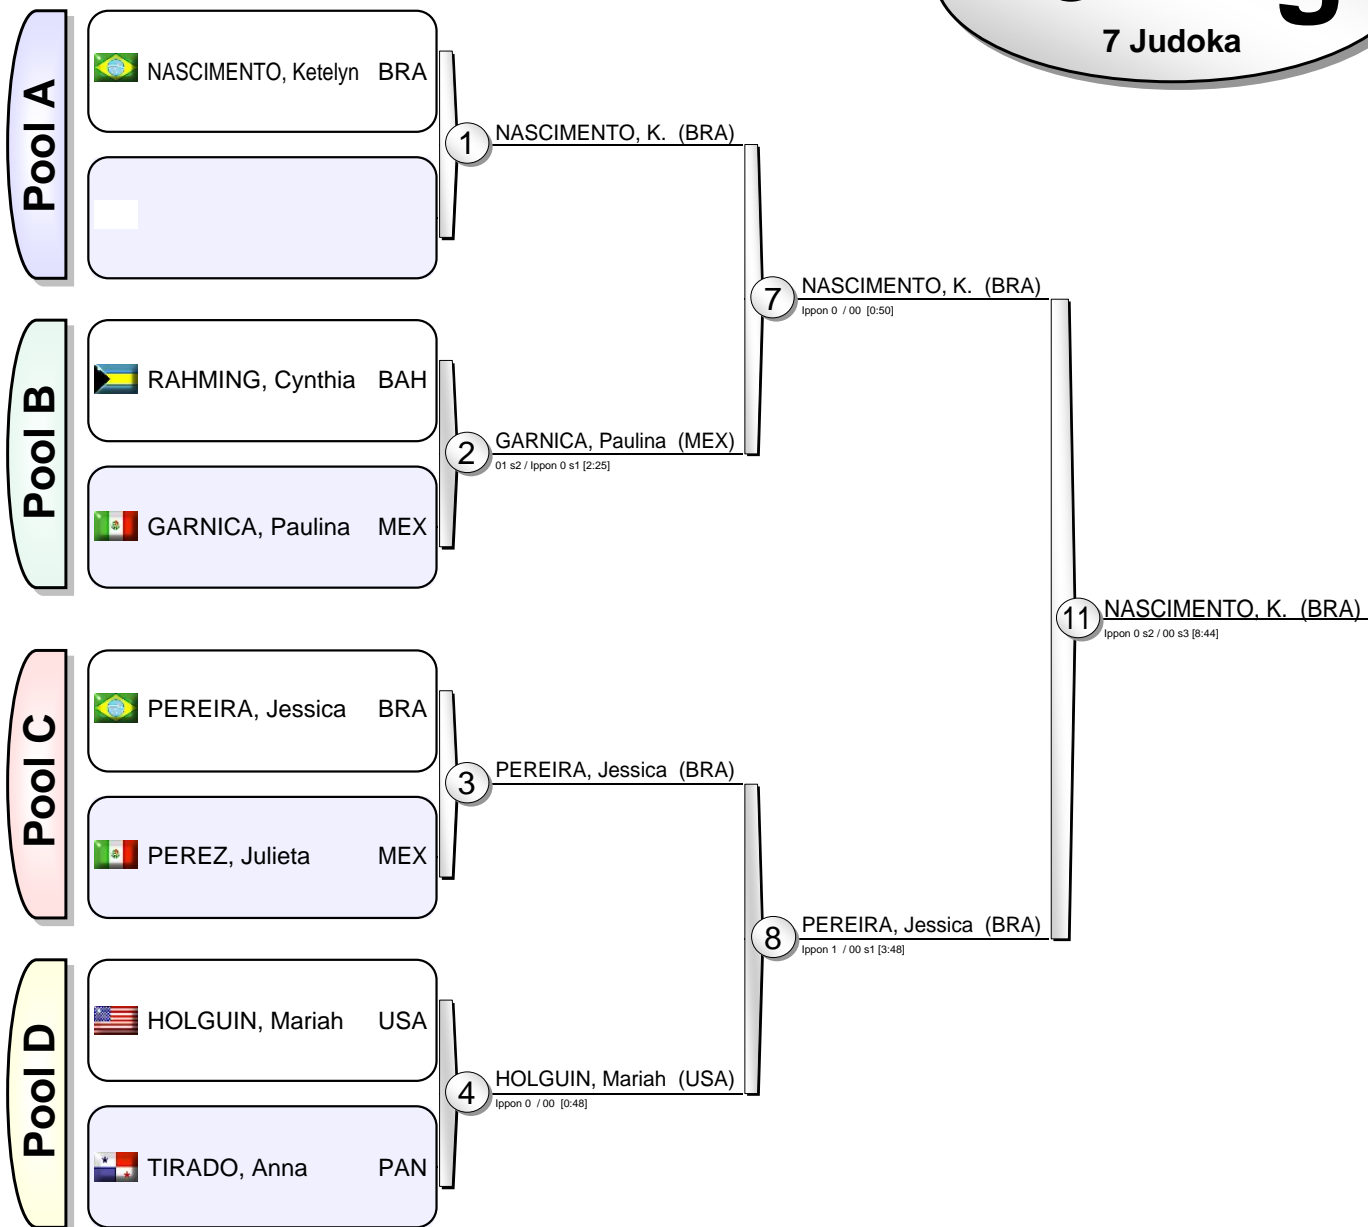 7 Judoka
Pool A
NASCIMENTO, Ketelyn BRA
1
NASCIMENTO, K. (BRA)
7
NASCIMENTO, K. (BRA)
Ippon 0 / 00 [0:50]
Pool B
RAHMING, Cynthia BAH
GARNICA, Paulina MEX
2
GARNICA, Paulina (MEX)
01 s2 / Ippon 0 s1 [2:25]
11
NASCIMENTO, K. (BRA)
Ippon 0 s2 / 00 s3 [8:44]
Pool C
PEREIRA, Jessica BRA
PEREZ, Julieta MEX
3
PEREIRA, Jessica (BRA)
8
PEREIRA, Jessica (BRA)
Ippon 1 / 00 s1 [3:48]
Pool D
HOLGUIN, Mariah USA
TIRADO, Anna PAN
4
HOLGUIN, Mariah (USA)
Ippon 0 / 00 [0:48]